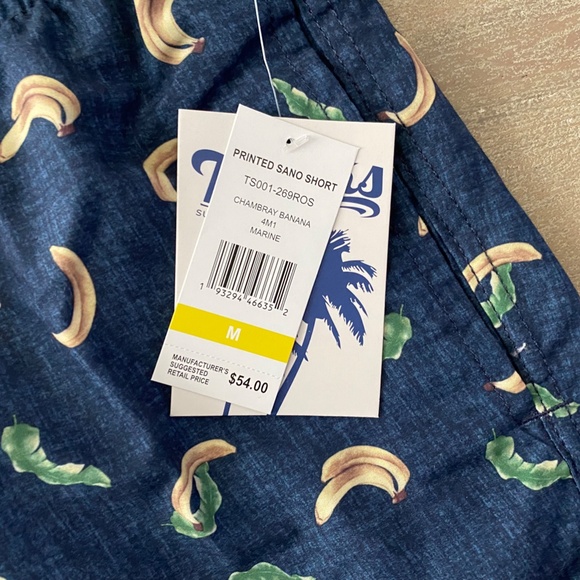 PRINTED SANO SHORT
TS001-269ROS
CHAMBRAY BANANA
4M1
MARINE
1 93294 46635 2
M
MANUFACTURER'S
SUGGESTED
RETAIL PRICE
$54.00